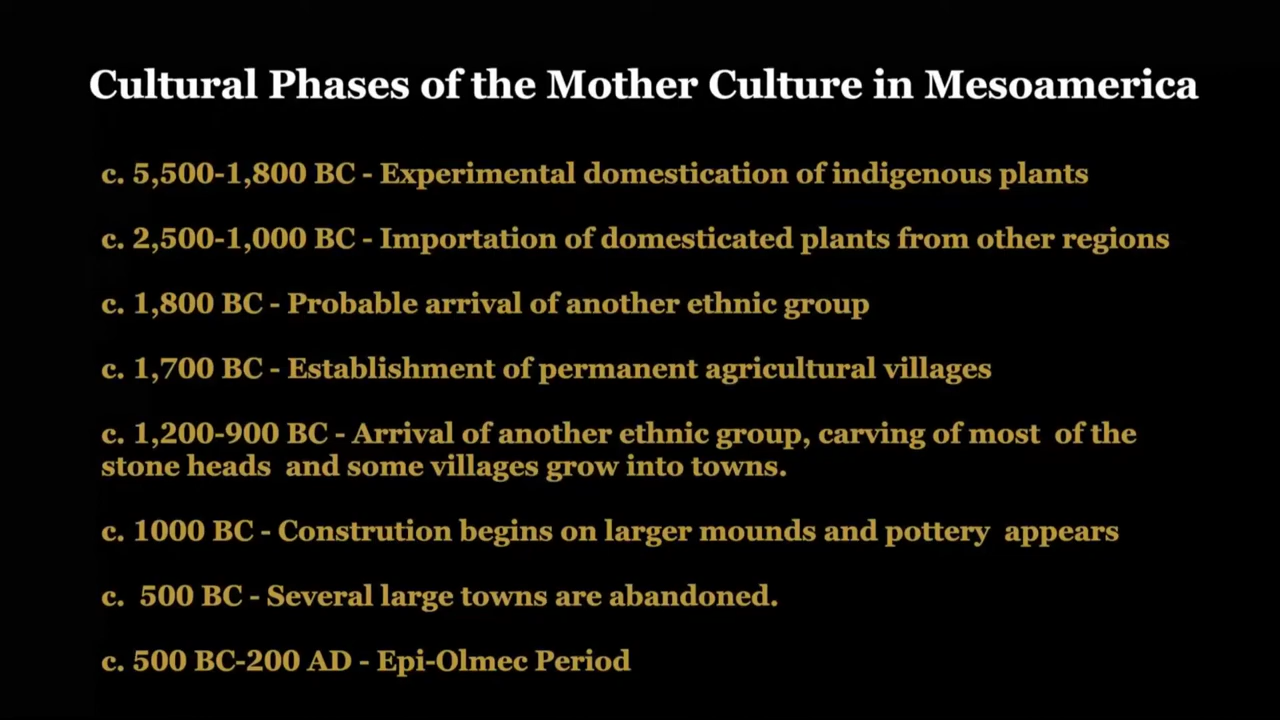 Cultural Phases of the Mother Culture in Mesoamerica
c. 5,500-1,800 BC - Experimental domestication of indigenous plants
c. 2,500-1,000 BC - Importation of domesticated plants from other regions
c. 1,800 BC - Probable arrival of another ethnic group
c. 1,700 BC - Establishment of permanent agricultural villages
c. 1,200-900 BC - Arrival of another ethnic group, carving of most of the
stone heads and some villages grow into towns.
c. 1000 BC - Constrution begins on larger mounds and pottery appears
c. 500 BC - Several large towns are abandoned.
c. 500 BC-200 AD - Epi-Olmec Period